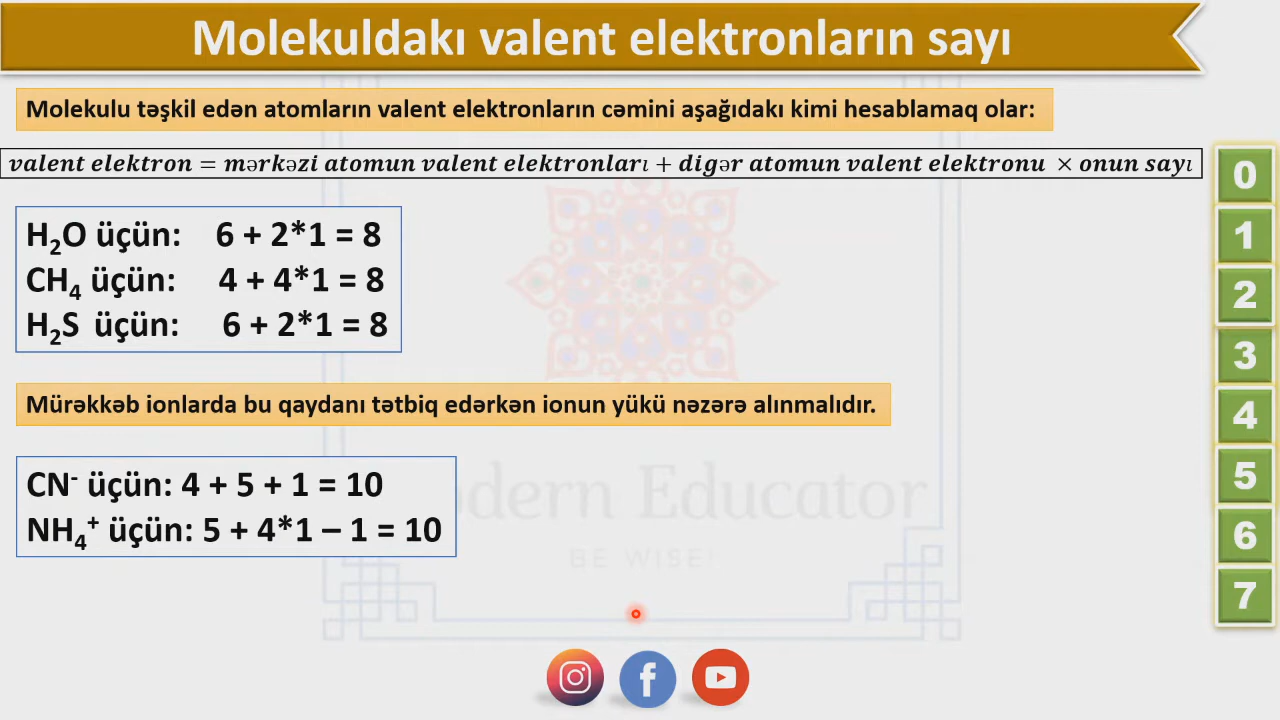 Molekuldakı valent elektronların sayı
Molekulu təşkil edən atomların valent elektronların cəmini aşağıdakı kimi hesablamaq olar:
valent elektron = mərkəzi atomun valent elektronları + digər atomun valent elektronu × onun sayı
H₂O üçün: 6 + 2*1 = 8
CH₄ üçün: 4 + 4*1 = 8
H₂S üçün: 6 + 2*1 = 8
Mürəkkəb ionlarda bu qaydanı tətbiq edərkən ionun yükü nəzərə alınmalıdır.
CN⁻ üçün: 4 + 5 + 1 = 10
NH₄⁺ üçün: 5 + 4*1 – 1 = 10
Modern Educator
BE WISE!
0
1
2
3
4
5
6
7